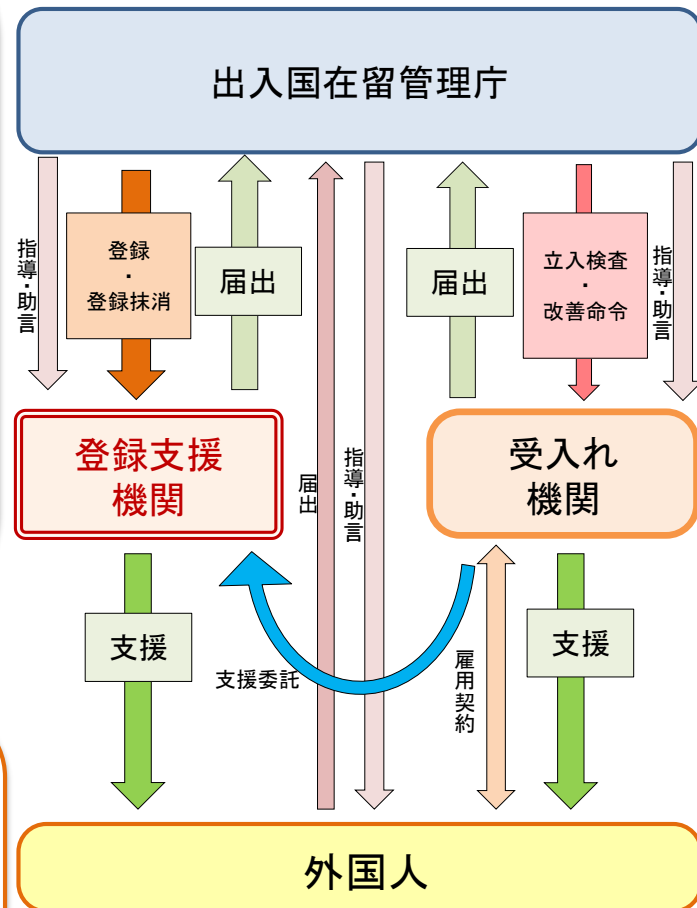 出入国在留管理庁
指導・助言
登録
・
登録抹消
届出
届出
立入検査
・
改善命令
指導・助言
登録支援
機関
届出
指導・助言
受入れ
機関
支援
支援委託
雇用契約
支援
外国人